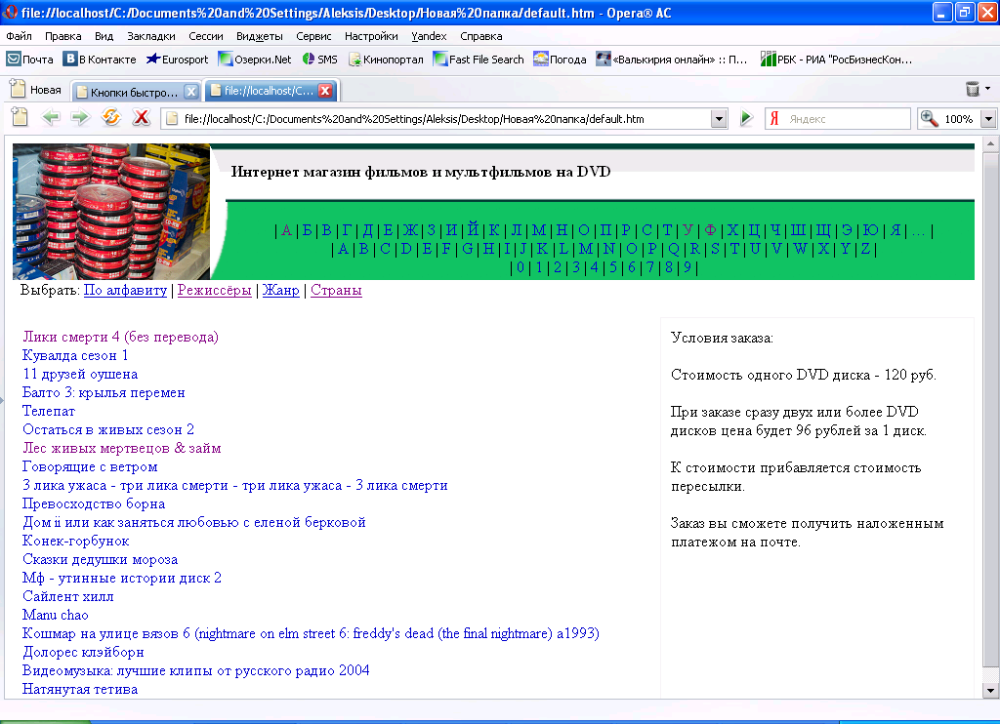 file://localhost/C:/Documents%20and%20Settings/Aleksis/Desktop/Новая%20папка/default.htm - Opera® AC
Файл Правка Вид Закладки Сессии Виджеты Сервис Настройки Yandex Справка
Почта В Контакте Eurosport Озерки.Net SMS Кинопортал Fast File Search Погода «Валькирия онлайн» :: П... РБК - РИА "РосБизнесКон...
Новая Кнопки быстро... file://localhost/C...
file://localhost/C:/Documents%20and%20Settings/Aleksis/Desktop/Новая%20папка/default.htm Яндекс 100%
Интернет магазин фильмов и мультфильмов на DVD
| А | Б | В | Г | Д | Е | Ж | З | И | Й | К | Л | М | Н | О | П | Р | С | Т | У | Ф | Х | Ц | Ч | Ш | Щ | Э | Ю | Я | ... |
| A | B | C | D | E | F | G | H | I | J | K | L | M | N | O | P | Q | R | S | T | U | V | W | X | Y | Z |
| 0 | 1 | 2 | 3 | 4 | 5 | 6 | 7 | 8 | 9 |
Выбрать: По алфавиту | Режиссёры | Жанр | Страны
Лики смерти 4 (без перевода)
Кувалда сезон 1
11 друзей оушена
Балто 3: крылья перемен
Телепат
Остаться в живых сезон 2
Лес живых мертвецов & займ
Говорящие с ветром
3 лика ужаса - три лика смерти - три лика ужаса - 3 лика смерти
Превосходство борна
Дом ii или как заняться любовью с еленой берковой
Конек-горбунок
Сказки дедушки мороза
Мф - утинные истории диск 2
Сайлент хилл
Manu chao
Кошмар на улице вязов 6 (nightmare on elm street 6: freddy's dead (the final nightmare) a1993)
Долорес клэйборн
Видеомузыка: лучшие клипы от русского радио 2004
Натянутая тетива
Условия заказа:
Стоимость одного DVD диска - 120 руб.
При заказе сразу двух или более DVD
дисков цена будет 96 рублей за 1 диск.
К стоимости прибавляется стоимость
пересылки.
Заказ вы сможете получить наложенным
платежом на почте.